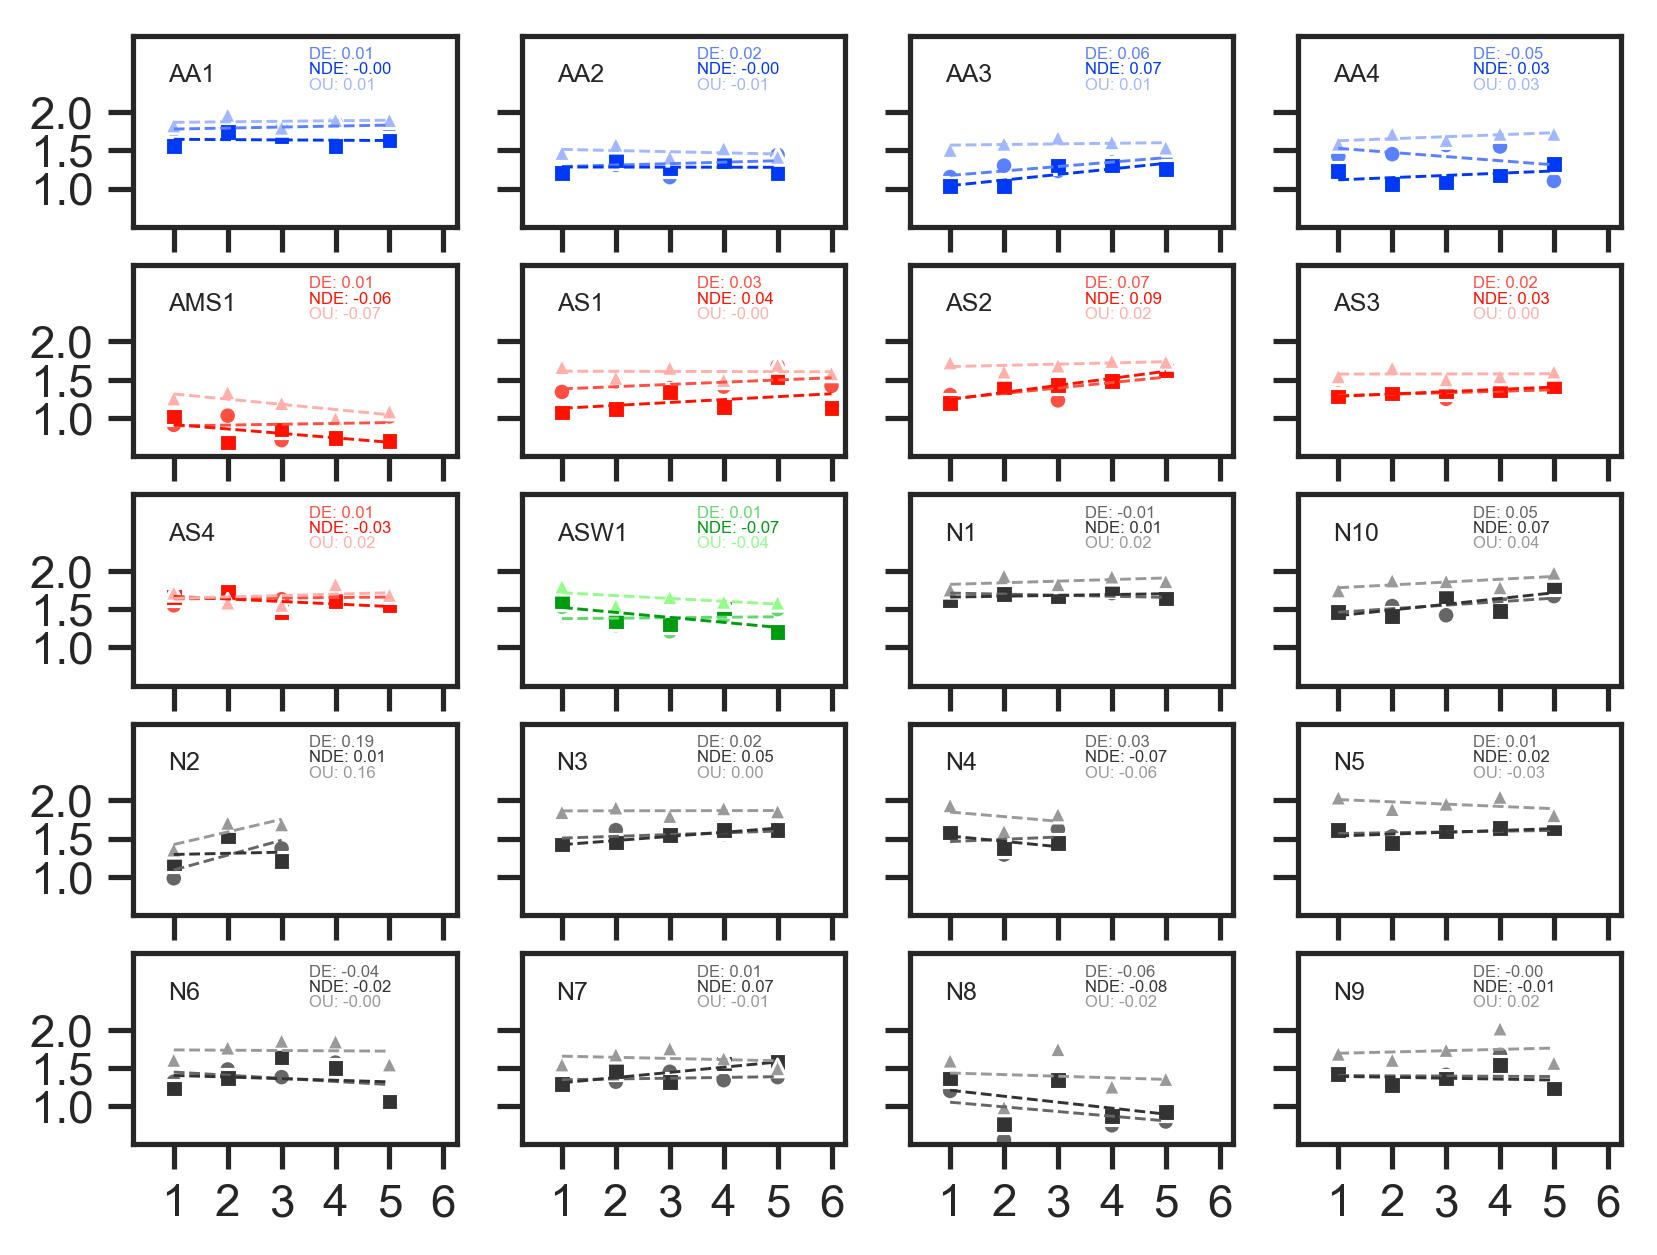 AA1
DE: 0.01
NDE: -0.00
OU: 0.01
AA2
DE: 0.02
NDE: -0.00
OU: -0.01
AA3
DE: 0.06
NDE: 0.07
OU: 0.01
AA4
DE: -0.05
NDE: 0.03
OU: 0.03
2.0
1.5
1.0
AMS1
DE: 0.01
NDE: -0.06
OU: -0.07
AS1
DE: 0.03
NDE: 0.04
OU: -0.00
AS2
DE: 0.07
NDE: 0.09
OU: 0.02
AS3
DE: 0.02
NDE: 0.03
OU: 0.00
2.0
1.5
1.0
AS4
DE: 0.01
NDE: -0.03
OU: 0.02
ASW1
DE: 0.01
NDE: -0.07
OU: -0.04
N1
DE: -0.01
NDE: 0.01
OU: 0.02
N10
DE: 0.05
NDE: 0.07
OU: 0.04
2.0
1.5
1.0
N2
DE: 0.19
NDE: 0.01
OU: 0.16
N3
DE: 0.02
NDE: 0.05
OU: 0.00
N4
DE: 0.03
NDE: -0.07
OU: -0.06
N5
DE: 0.01
NDE: 0.02
OU: -0.03
2.0
1.5
1.0
N6
DE: -0.04
NDE: -0.02
OU: -0.00
N7
DE: 0.01
NDE: 0.07
OU: -0.01
N8
DE: -0.06
NDE: -0.08
OU: -0.02
N9
DE: -0.00
NDE: -0.01
OU: 0.02
2.0
1.5
1.0
1 2 3 4 5 6
1 2 3 4 5 6
1 2 3 4 5 6
1 2 3 4 5 6